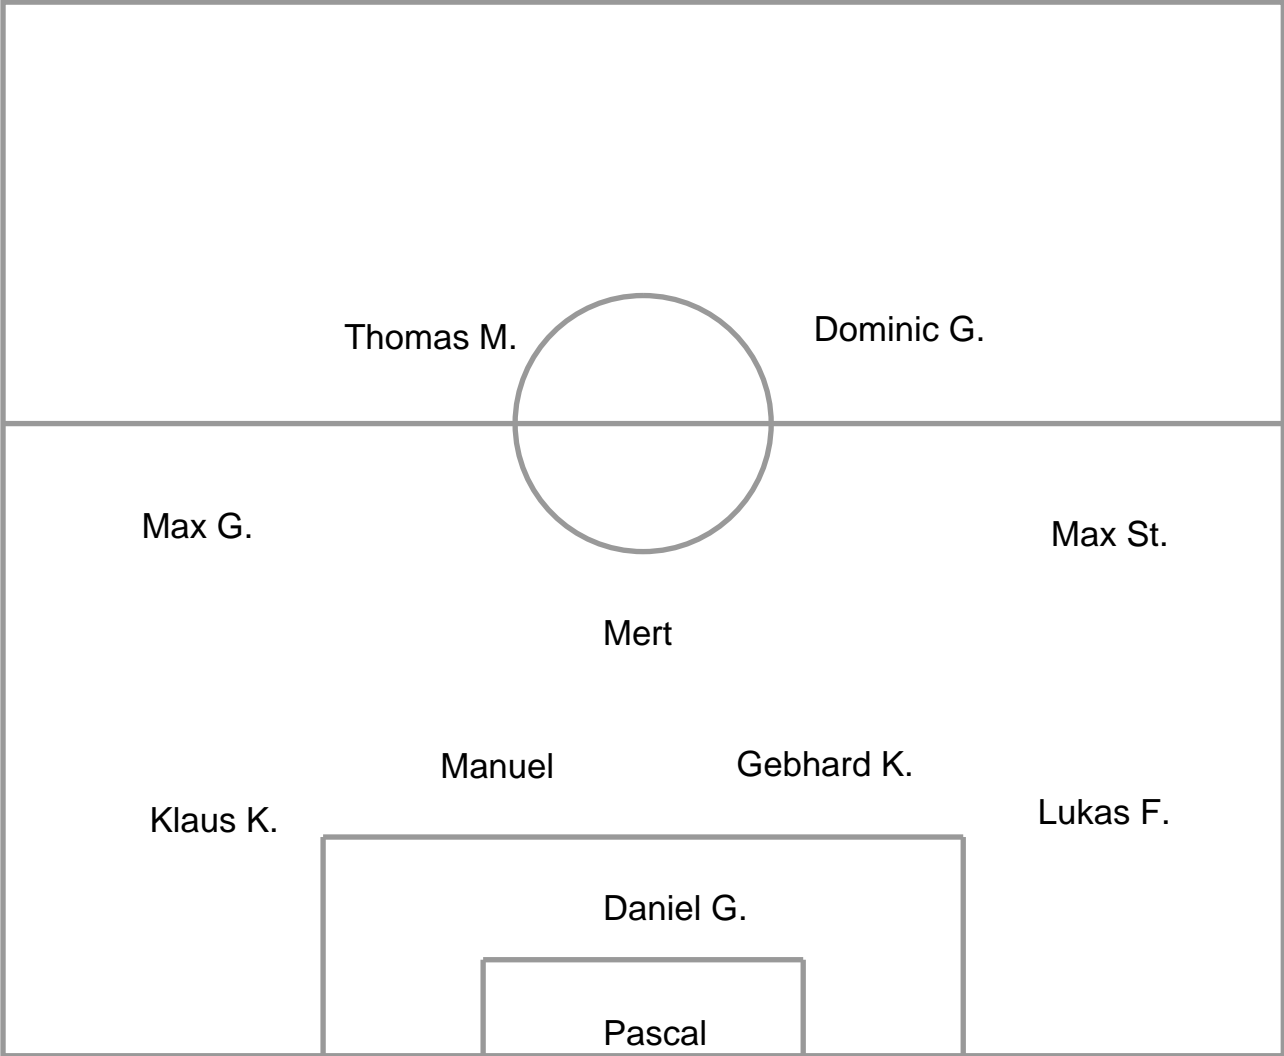 Thomas M.
Dominic G.
Max G.
Max St.
Mert
Manuel
Gebhard K.
Klaus K.
Lukas F.
Daniel G.
Pascal